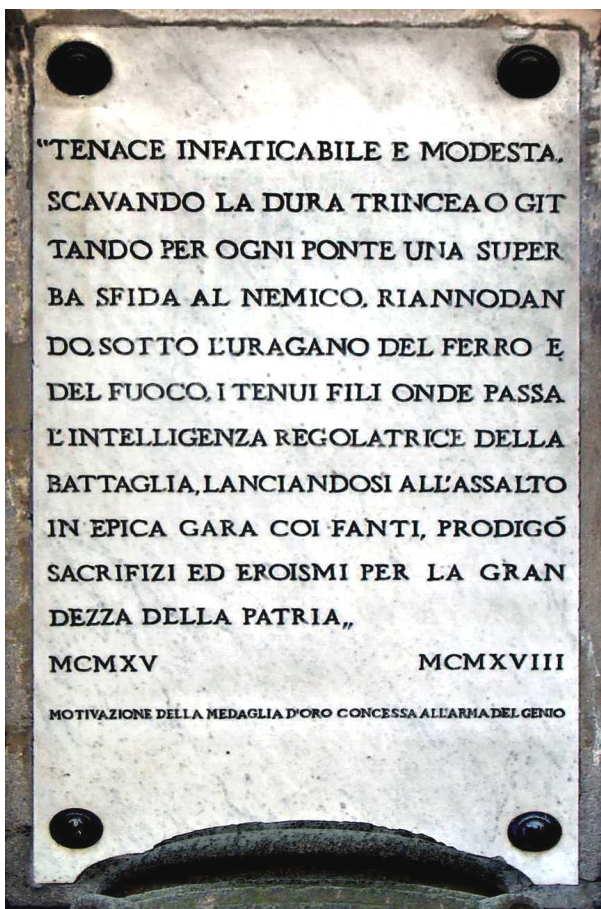 "TENACE INFATICABILE E MODESTA,
SCAVANDO LA DURA TRINCEA O GIT
TANDO PER OGNI PONTE UNA SUPER
BA SFIDA AL NEMICO, RIANNODAN
DO, SOTTO L'URAGANO DEL FERRO E
DEL FUOCO, I TENUI FILI ONDE PASSA
L'INTELLIGENZA REGOLATRICE DELLA
BATTAGLIA, LANCIANDOSI ALL'ASSALTO
IN EPICA GARA COI FANTI, PRODIGÓ
SACRIFIZI ED EROISMI PER LA GRAN
DEZZA DELLA PATRIA„
MCMXV MCMXVIII
MOTIVAZIONE DELLA MEDAGLIA D'ORO CONCESSA ALL'ARMA DEL GENIO